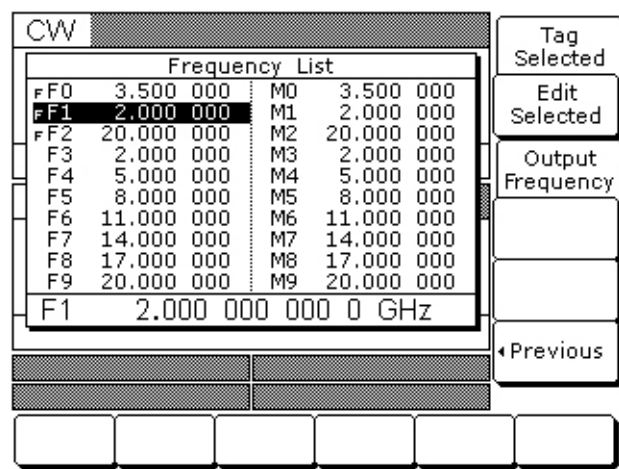 CW
Frequency List
F F0 3.500 000 M0 3.500 000
F F1 2.000 000 M1 2.000 000
F F2 20.000 000 M2 20.000 000
F3 2.000 000 M3 2.000 000
F4 5.000 000 M4 5.000 000
F5 8.000 000 M5 8.000 000
F6 11.000 000 M6 11.000 000
F7 14.000 000 M7 14.000 000
F8 17.000 000 M8 17.000 000
F9 20.000 000 M9 20.000 000
F1 2.000 000 000 0 GHz
Tag
Selected
Edit
Selected
Output
Frequency
Previous